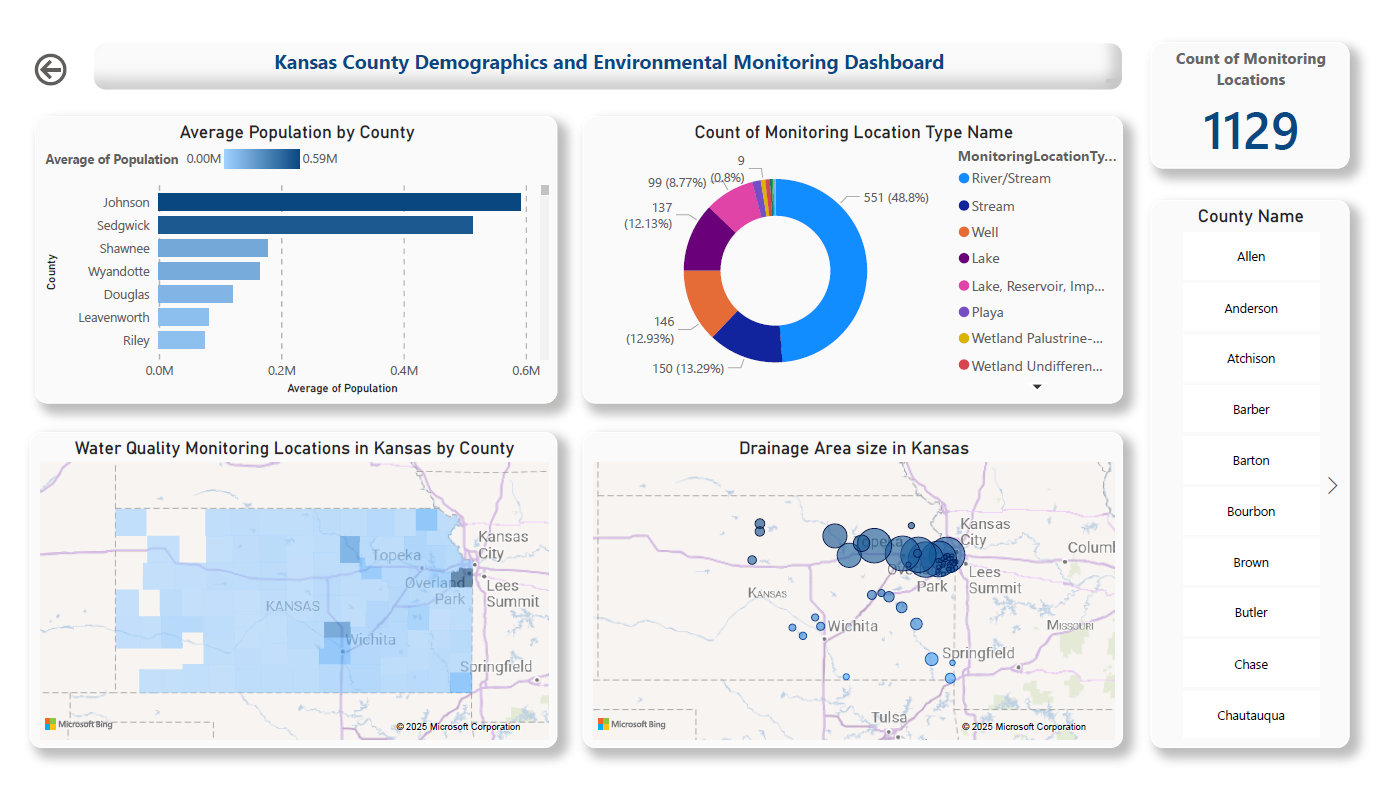 Kansas County Demographics and Environmental Monitoring Dashboard
Count of Monitoring
Locations
1129
Average Population by County
Average of Population 0.00M 0.59M
County
Johnson
Sedgwick
Shawnee
Wyandotte
Douglas
Leavenworth
Riley
0.0M 0.2M 0.4M 0.6M
Average of Population
Count of Monitoring Location Type Name
9
(0.8%)
99 (8.77%)
137
(12.13%)
146
(12.93%)
150 (13.29%)
551 (48.8%)
MonitoringLocationTy...
River/Stream
Stream
Well
Lake
Lake, Reservoir, Imp...
Playa
Wetland Palustrine-...
Wetland Undifferen...
County Name
Allen
Anderson
Atchison
Barber
Barton
Bourbon
Brown
Butler
Chase
Chautauqua
Water Quality Monitoring Locations in Kansas by County
Kansas
City
Topeka
Overland
Park
Lees
Summit
KANSAS
Wichita
Springfield
Microsoft Bing
© 2025 Microsoft Corporation
Drainage Area size in Kansas
Kansas
City
Columl
Park
Lees
Summit
KANSAS
Wichita
MISSOURI
Springfield
Tulsa
Microsoft Bing
© 2025 Microsoft Corporation